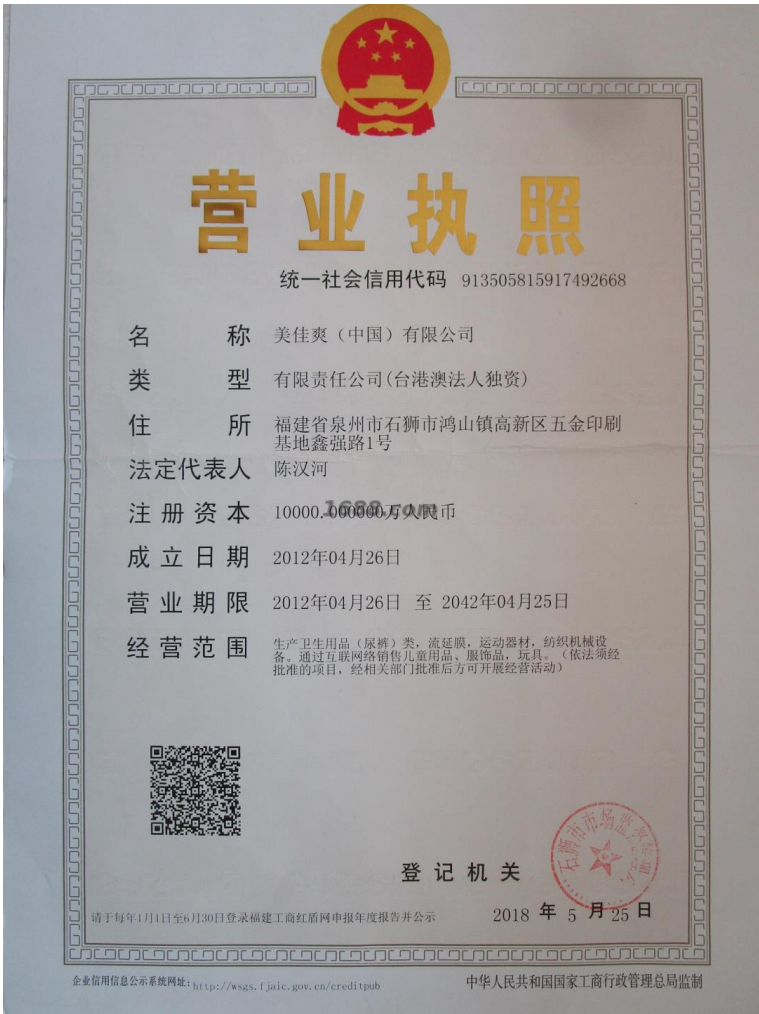 营业执照
统一社会信用代码 913505815917492668
名称 美佳爽（中国）有限公司
类型 有限责任公司(台港澳法人独资)
住所 福建省泉州市石狮市鸿山镇高新区五金印刷
基地鑫强路1号
法定代表人 陈汉河
注册资本 10000.000000万人民币
1688.com
成立日期 2012年04月26日
营业期限 2012年04月26日 至 2042年04月25日
经营范围 生产卫生用品（尿裤）类，流延膜，运动器材，纺织机械设
备。通过互联网络销售儿童用品、服饰品，玩具。（依法须经
批准的项目，经相关部门批准后方可开展经营活动）
石狮市市场监
登记机关
请于每年1月1日至6月30日登录福建工商红盾网申报年度报告并公示
2018 年 5 月 25 日
企业信用信息公示系统网址：http://wsgs.fjaic.gov.cn/creditpub
中华人民共和国国家工商行政管理总局监制